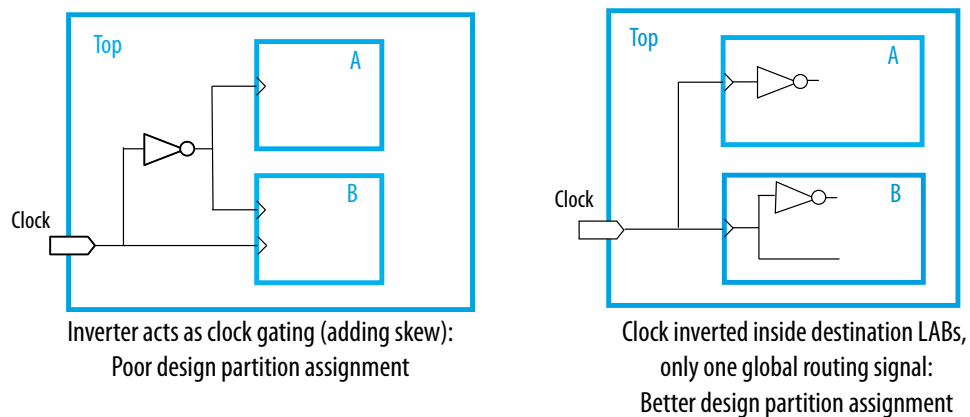 Top
A
B
Clock
Inverter acts as clock gating (adding skew):
Poor design partition assignment
Top
A
B
Clock
Clock inverted inside destination LABs,
only one global routing signal:
Better design partition assignment